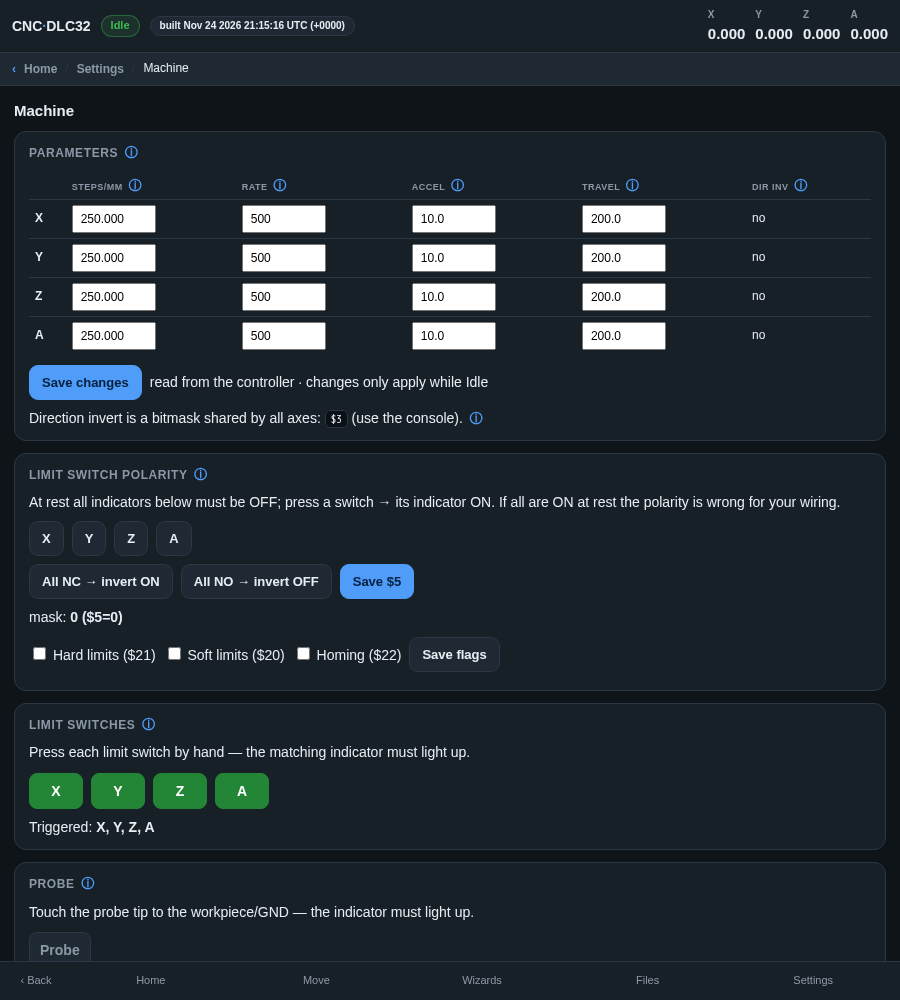 CNC·DLC32 Idle built Nov 24 2026 21:15:16 UTC (+0000)
X Y Z A
0.000 0.000 0.000 0.000
‹ Home / Settings / Machine
Machine
PARAMETERS ⓘ
STEPS/MM ⓘ RATE ⓘ ACCEL ⓘ TRAVEL ⓘ DIR INV ⓘ
X 250.000 500 10.0 200.0 no
Y 250.000 500 10.0 200.0 no
Z 250.000 500 10.0 200.0 no
A 250.000 500 10.0 200.0 no
Save changes read from the controller · changes only apply while Idle
Direction invert is a bitmask shared by all axes: $3 (use the console). ⓘ
LIMIT SWITCH POLARITY ⓘ
At rest all indicators below must be OFF; press a switch → its indicator ON. If all are ON at rest the polarity is wrong for your wiring.
X Y Z A
All NC → invert ON All NO → invert OFF Save $5
mask: 0 ($5=0)
Hard limits ($21) Soft limits ($20) Homing ($22) Save flags
LIMIT SWITCHES ⓘ
Press each limit switch by hand — the matching indicator must light up.
X Y Z A
Triggered: X, Y, Z, A
PROBE ⓘ
Touch the probe tip to the workpiece/GND — the indicator must light up.
Probe
‹ Back Home Move Wizards Files Settings